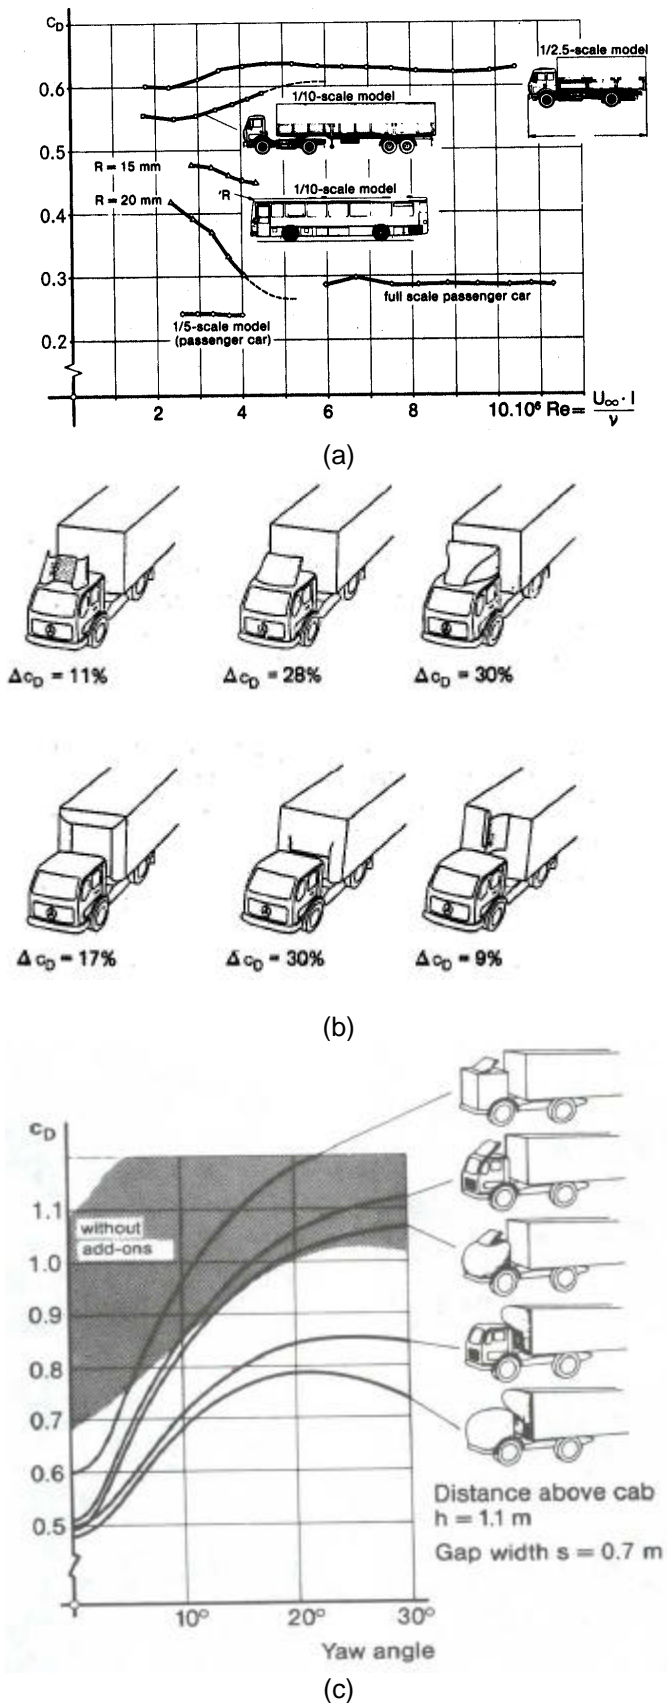 C_D
1/2.5-scale model
0.6
1/10-scale model
0.5
R = 15 mm
R = 20 mm
'R
1/10-scale model
0.4
0.3
full scale passenger car
1/5-scale model
(passenger car)
0.2
2
4
6
8
10.10⁶ Re = U∞ · l / ν
(a)
Δc_D = 11%
Δc_D = 28%
Δc_D = 30%
Δc_D = 17%
Δc_D = 30%
Δc_D = 9%
(b)
c_D
1.1
without
add-ons
1.0
0.9
0.8
0.7
0.6
0.5
Distance above cab
h = 1.1 m
Gap width s = 0.7 m
10°
20°
30°
Yaw angle
(c)